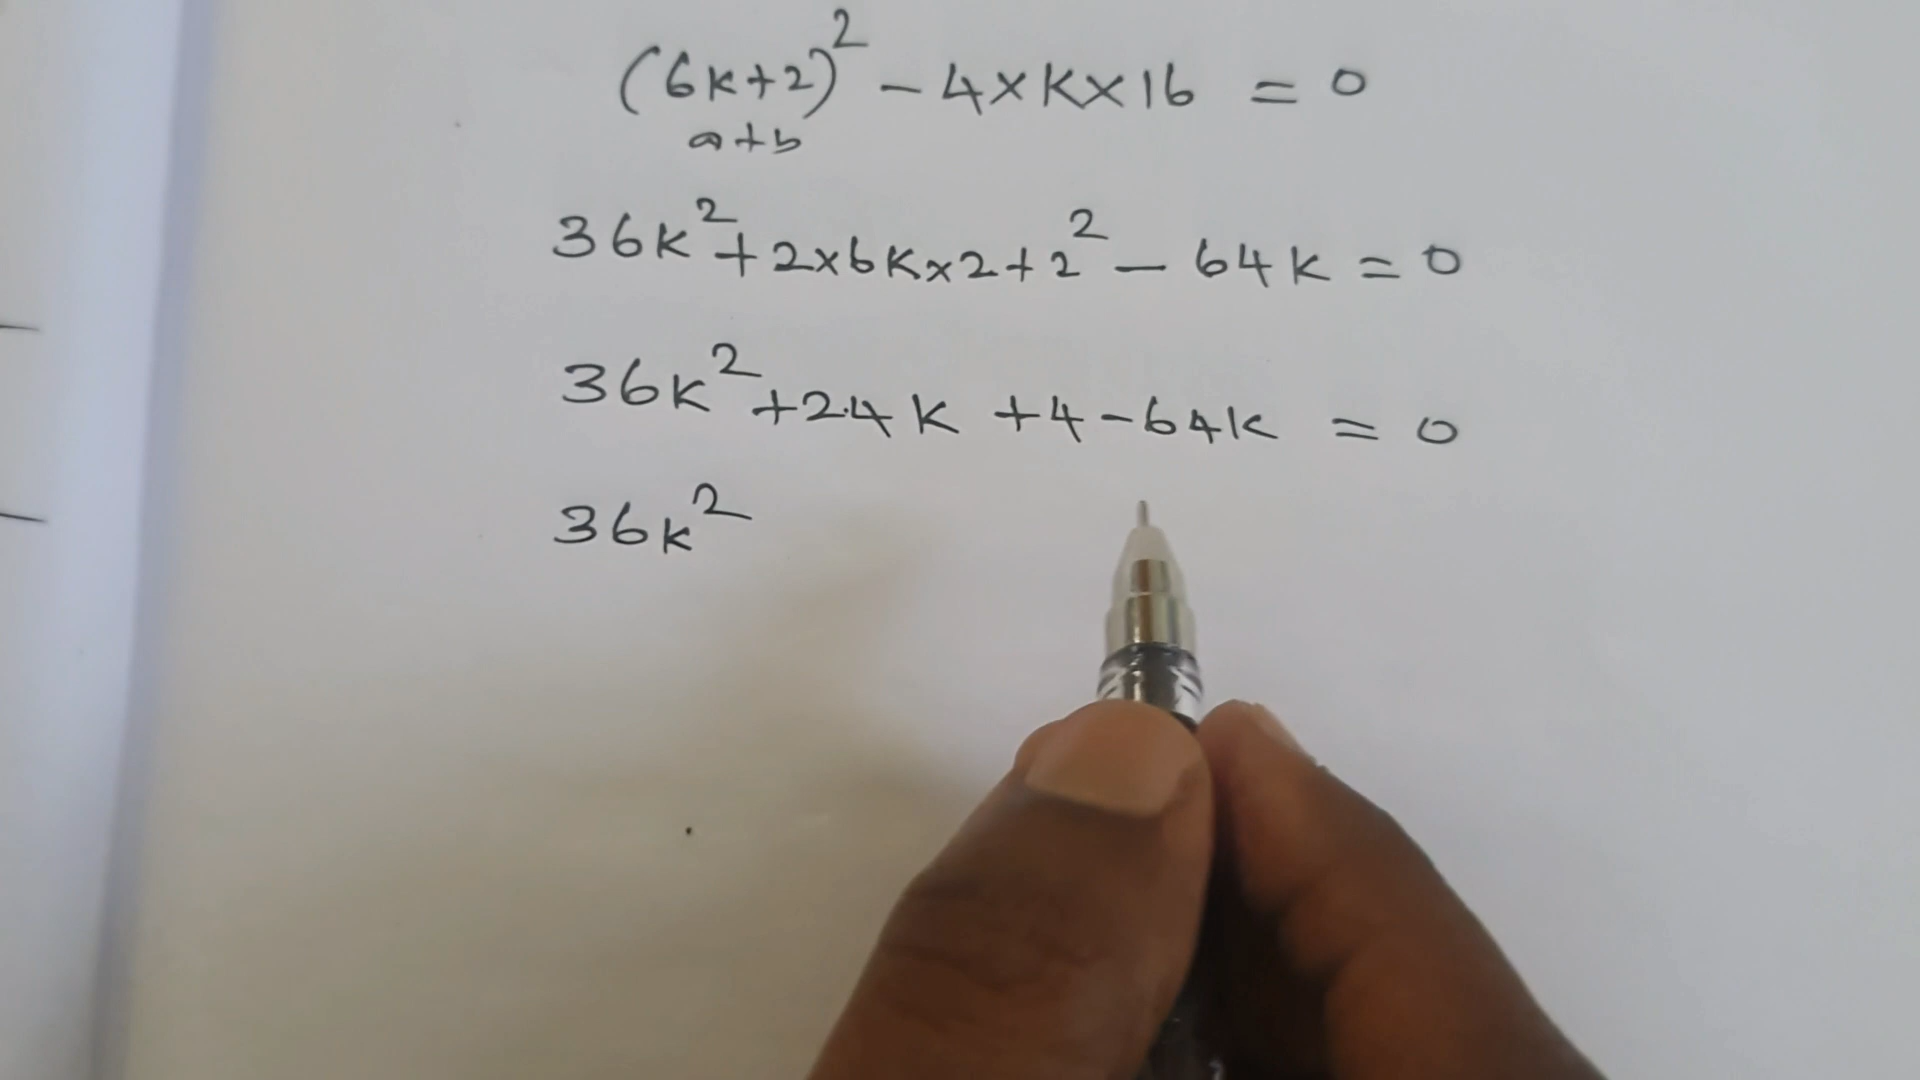 (6k+2)² - 4×k×16 = 0
a+b
36k²+2×6k×2+2² - 64k = 0
36k²+24k +4-64k = 0
36k²